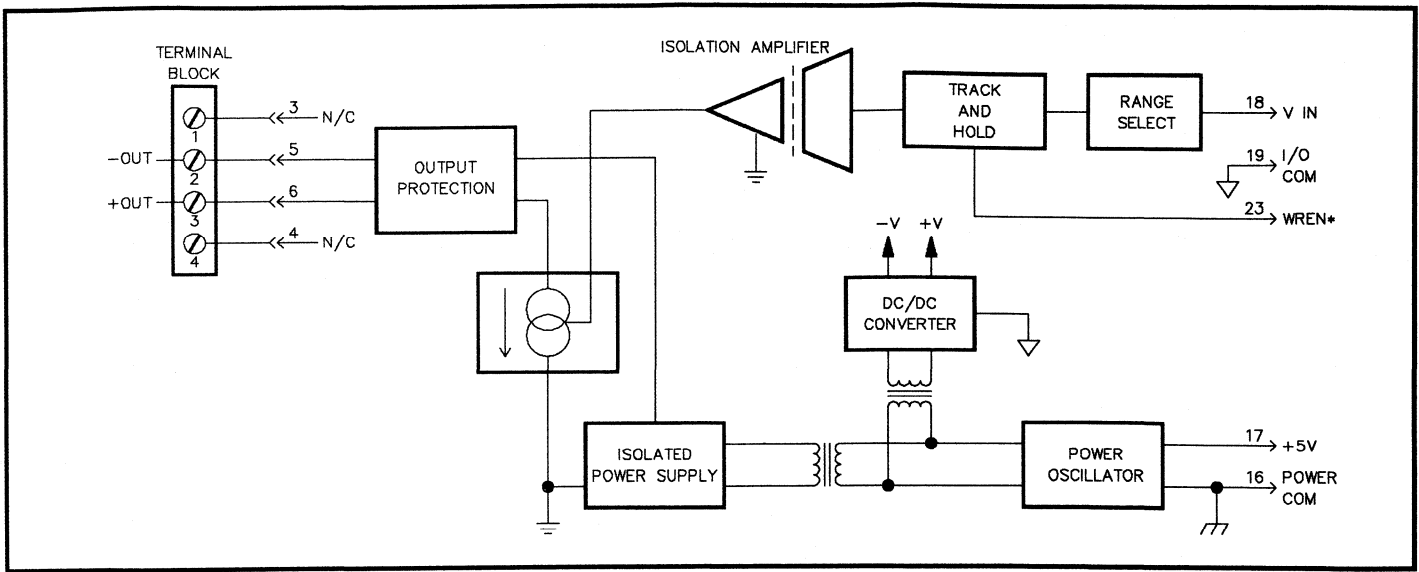 TERMINAL
BLOCK
ISOLATION AMPLIFIER
3
N/C
1
-OUT
5
2
+OUT
6
3
4
N/C
4
OUTPUT
PROTECTION
TRACK
AND
HOLD
RANGE
SELECT
18
V IN
19
I/O
COM
23
WREN*
-V
+V
DC/DC
CONVERTER
ISOLATED
POWER SUPPLY
POWER
OSCILLATOR
17
+5V
16
POWER
COM